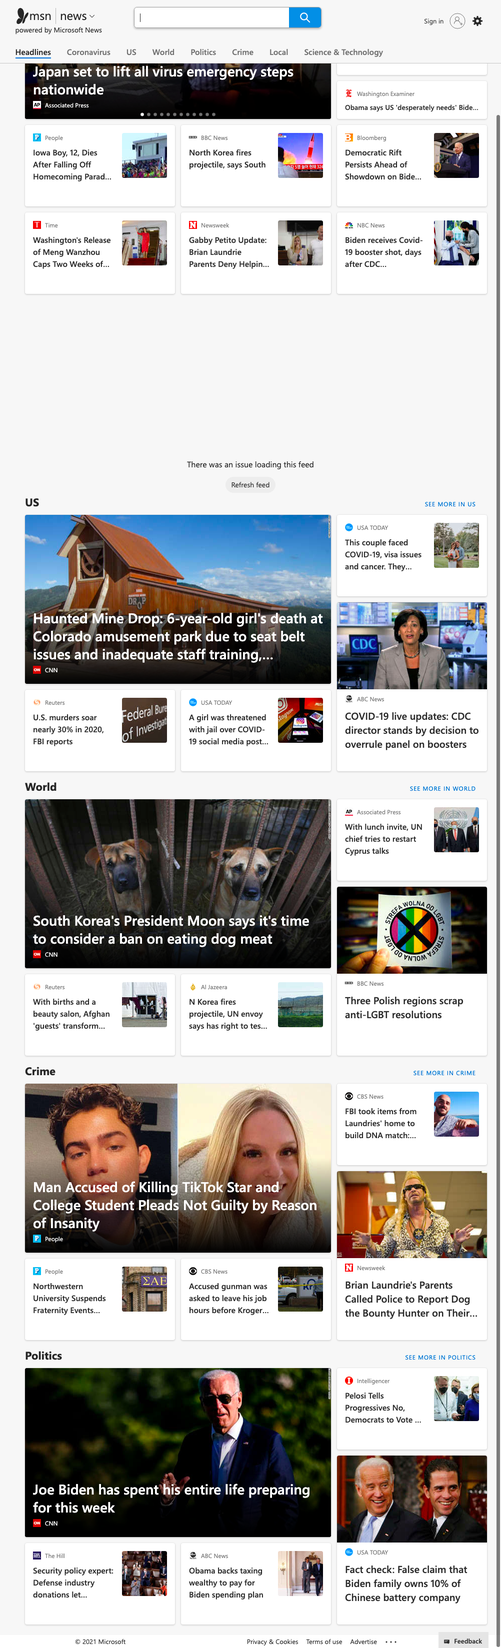 msn | news
powered by Microsoft News
Sign in
Headlines Coronavirus US World Politics Crime Local Science & Technology
Japan set to lift all virus emergency steps
nationwide
Associated Press
Washington Examiner
Obama says US 'desperately needs' Bide...
People
Iowa Boy, 12, Dies
After Falling Off
Homecoming Parad...
BBC News
North Korea fires
projectile, says South
Bloomberg
Democratic Rift
Persists Ahead of
Showdown on Bide...
Time
Washington's Release
of Meng Wanzhou
Caps Two Weeks of...
Newsweek
Gabby Petito Update:
Brian Laundrie
Parents Deny Helpin...
NBC News
Biden receives Covid-
19 booster shot, days
after CDC...
There was an issue loading this feed
Refresh feed
US
SEE MORE IN US
Haunted Mine Drop: 6-year-old girl's death at
Colorado amusement park due to seat belt
issues and inadequate staff training,...
CNN
USA TODAY
This couple faced
COVID-19, visa issues
and cancer. They...
CDC
ABC News
COVID-19 live updates: CDC
director stands by decision to
overrule panel on boosters
Reuters
U.S. murders soar
nearly 30% in 2020,
FBI reports
Federal Bure
of Investiga
USA TODAY
A girl was threatened
with jail over COVID-
19 social media post...
World
SEE MORE IN WORLD
South Korea's President Moon says it's time
to consider a ban on eating dog meat
CNN
Associated Press
With lunch invite, UN
chief tries to restart
Cyprus talks
STREFA WOLNA OD LGBT
STREFA WOLNA OD LGBT
BBC News
Three Polish regions scrap
anti-LGBT resolutions
Reuters
With births and a
beauty salon, Afghan
'guests' transform...
Al Jazeera
N Korea fires
projectile, UN envoy
says has right to tes...
Crime
SEE MORE IN CRIME
Man Accused of Killing TikTok Star and
College Student Pleads Not Guilty by Reason
of Insanity
People
CBS News
FBI took items from
Laundries' home to
build DNA match:...
Newsweek
Brian Laundrie's Parents
Called Police to Report Dog
the Bounty Hunter on Their...
People
Northwestern
University Suspends
Fraternity Events...
ΣΑΕ
CBS News
Accused gunman was
asked to leave his job
hours before Kroger...
Politics
SEE MORE IN POLITICS
Joe Biden has spent his entire life preparing
for this week
CNN
Intelligencer
Pelosi Tells
Progressives No,
Democrats to Vote ...
USA TODAY
Fact check: False claim that
Biden family owns 10% of
Chinese battery company
The Hill
Security policy expert:
Defense industry
donations let...
ABC News
Obama backs taxing
wealthy to pay for
Biden spending plan
© 2021 Microsoft Privacy & Cookies Terms of use Advertise ... Feedback